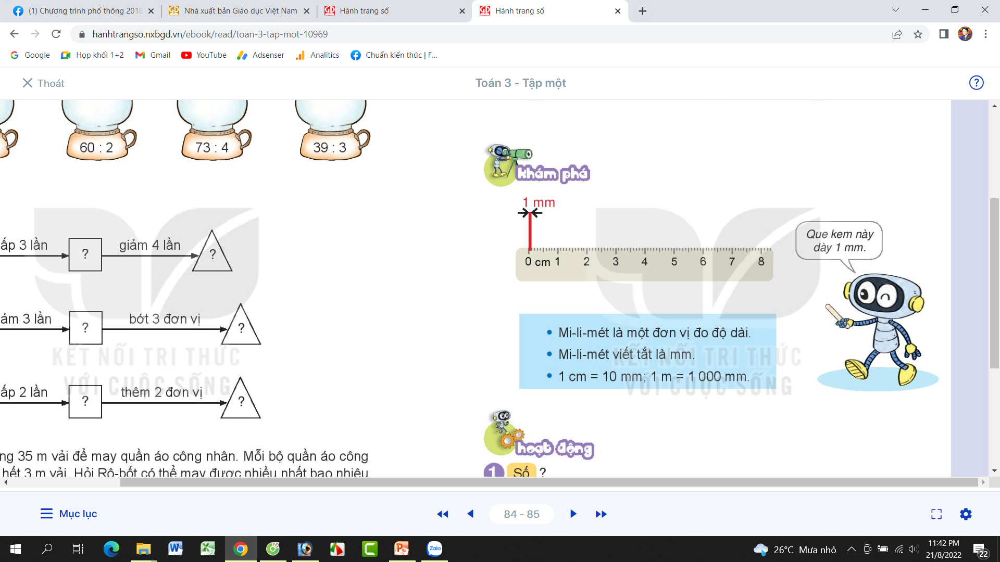 (1) Chương trình phổ thông 2018
Nhà xuất bản Giáo dục Việt Nam
Hành trang số
Hành trang số
hanhtrangso.nxbgd.vn/ebook/read/toan-3-tap-mot-10969
Google
Họp khối 1+2
Gmail
YouTube
Adsenser
Analitics
Chuẩn kiến thức | F...
Thoát
Toán 3 - Tập một
?
60 : 2
73 : 4
39 : 3
ấp 3 lần
?
giảm 4 lần
?
ảm 3 lần
?
bớt 3 đơn vị
?
ấp 2 lần
?
thêm 2 đơn vị
?
KẾT NỐI TRI THỨC
VỚI CUỘC SỐNG
ng 35 m vải để may quần áo công nhân. Mỗi bộ quần áo công
hết 3 m vải. Hỏi Rô-bốt có thể may được nhiều nhất bao nhiêu
khám phá
1 mm
0 cm 1 2 3 4 5 6 7 8
Que kem này
dày 1 mm.
• Mi-li-mét là một đơn vị đo độ dài.
• Mi-li-mét viết tắt là mm.
• 1 cm = 10 mm; 1 m = 1 000 mm.
KẾT NỐI TRI THỨC
VỚI CUỘC SỐNG
hoạt động
1 Số ?
Mục lục
84 - 85
Zalo
26°C Mưa nhỏ
11:42 PM
21/8/2022
22